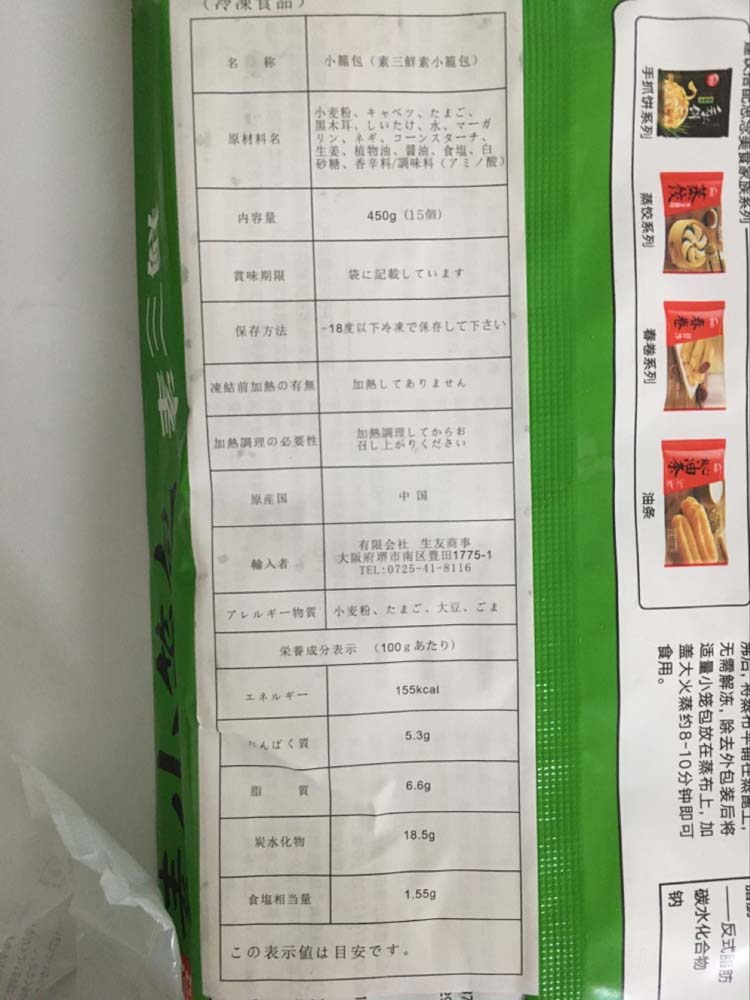 （冷凍食品）
名　称
小籠包（素三鮮素小籠包）
原材料名
小麦粉、キャベツ、たまご、
黒木耳、しいたけ、水、マーガ
リン、ネギ、コーンスターチ、
生姜、植物油、醤油、食塩、白
砂糖、香辛料/調味料（アミノ酸）
内容量
450g（15個）
賞味期限
袋に記載しています
保存方法
-18度以下冷凍で保存して下さい
凍結前加熱の有無
加熱してありません
加熱調理の必要性
加熱調理してからお
召し上がりください
原産国
中国
輸入者
有限会社　生友商事
大阪府堺市南区豊田1775-1
TEL:0725-41-8116
アレルギー物質
小麦粉、たまご、大豆、ごま
栄養成分表示　（100gあたり）
エネルギー
155kcal
たんぱく質
5.3g
脂　質
6.6g
炭水化物
18.5g
食塩相当量
1.55g
この表示値は目安です。
手抓饼系列
蒸饺
蒸饺系列
春卷
春卷系列
油条
油条
无需解冻，除去外包装后将
适量小笼包放在蒸布上，加
盖大火蒸约8-10分钟即可
食用。
——反式脂肪
碳水化合物
钠